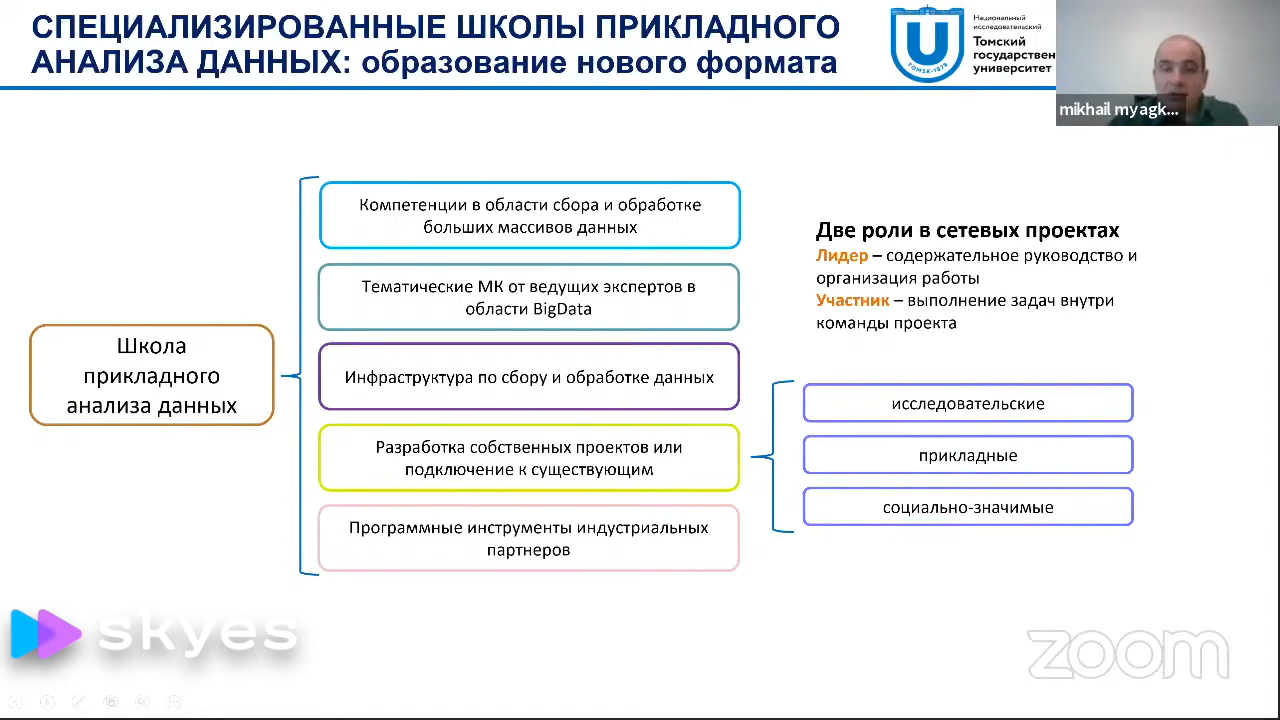 СПЕЦИАЛИЗИРОВАННЫЕ ШКОЛЫ ПРИКЛАДНОГО
АНАЛИЗА ДАННЫХ: образование нового формата
Национальный
исследовательский
Томский
государствен
университет
TOMSK•1878
mikhail myagk...
Школа
прикладного
анализа данных
Компетенции в области сбора и обработке
больших массивов данных
Тематические МК от ведущих экспертов в
области BigData
Инфраструктура по сбору и обработке данных
Разработка собственных проектов или
подключение к существующим
Программные инструменты индустриальных
партнеров
Две роли в сетевых проектах
Лидер – содержательное руководство и
организация работы
Участник – выполнение задач внутри
команды проекта
исследовательские
прикладные
социально-значимые
skyes
zoom